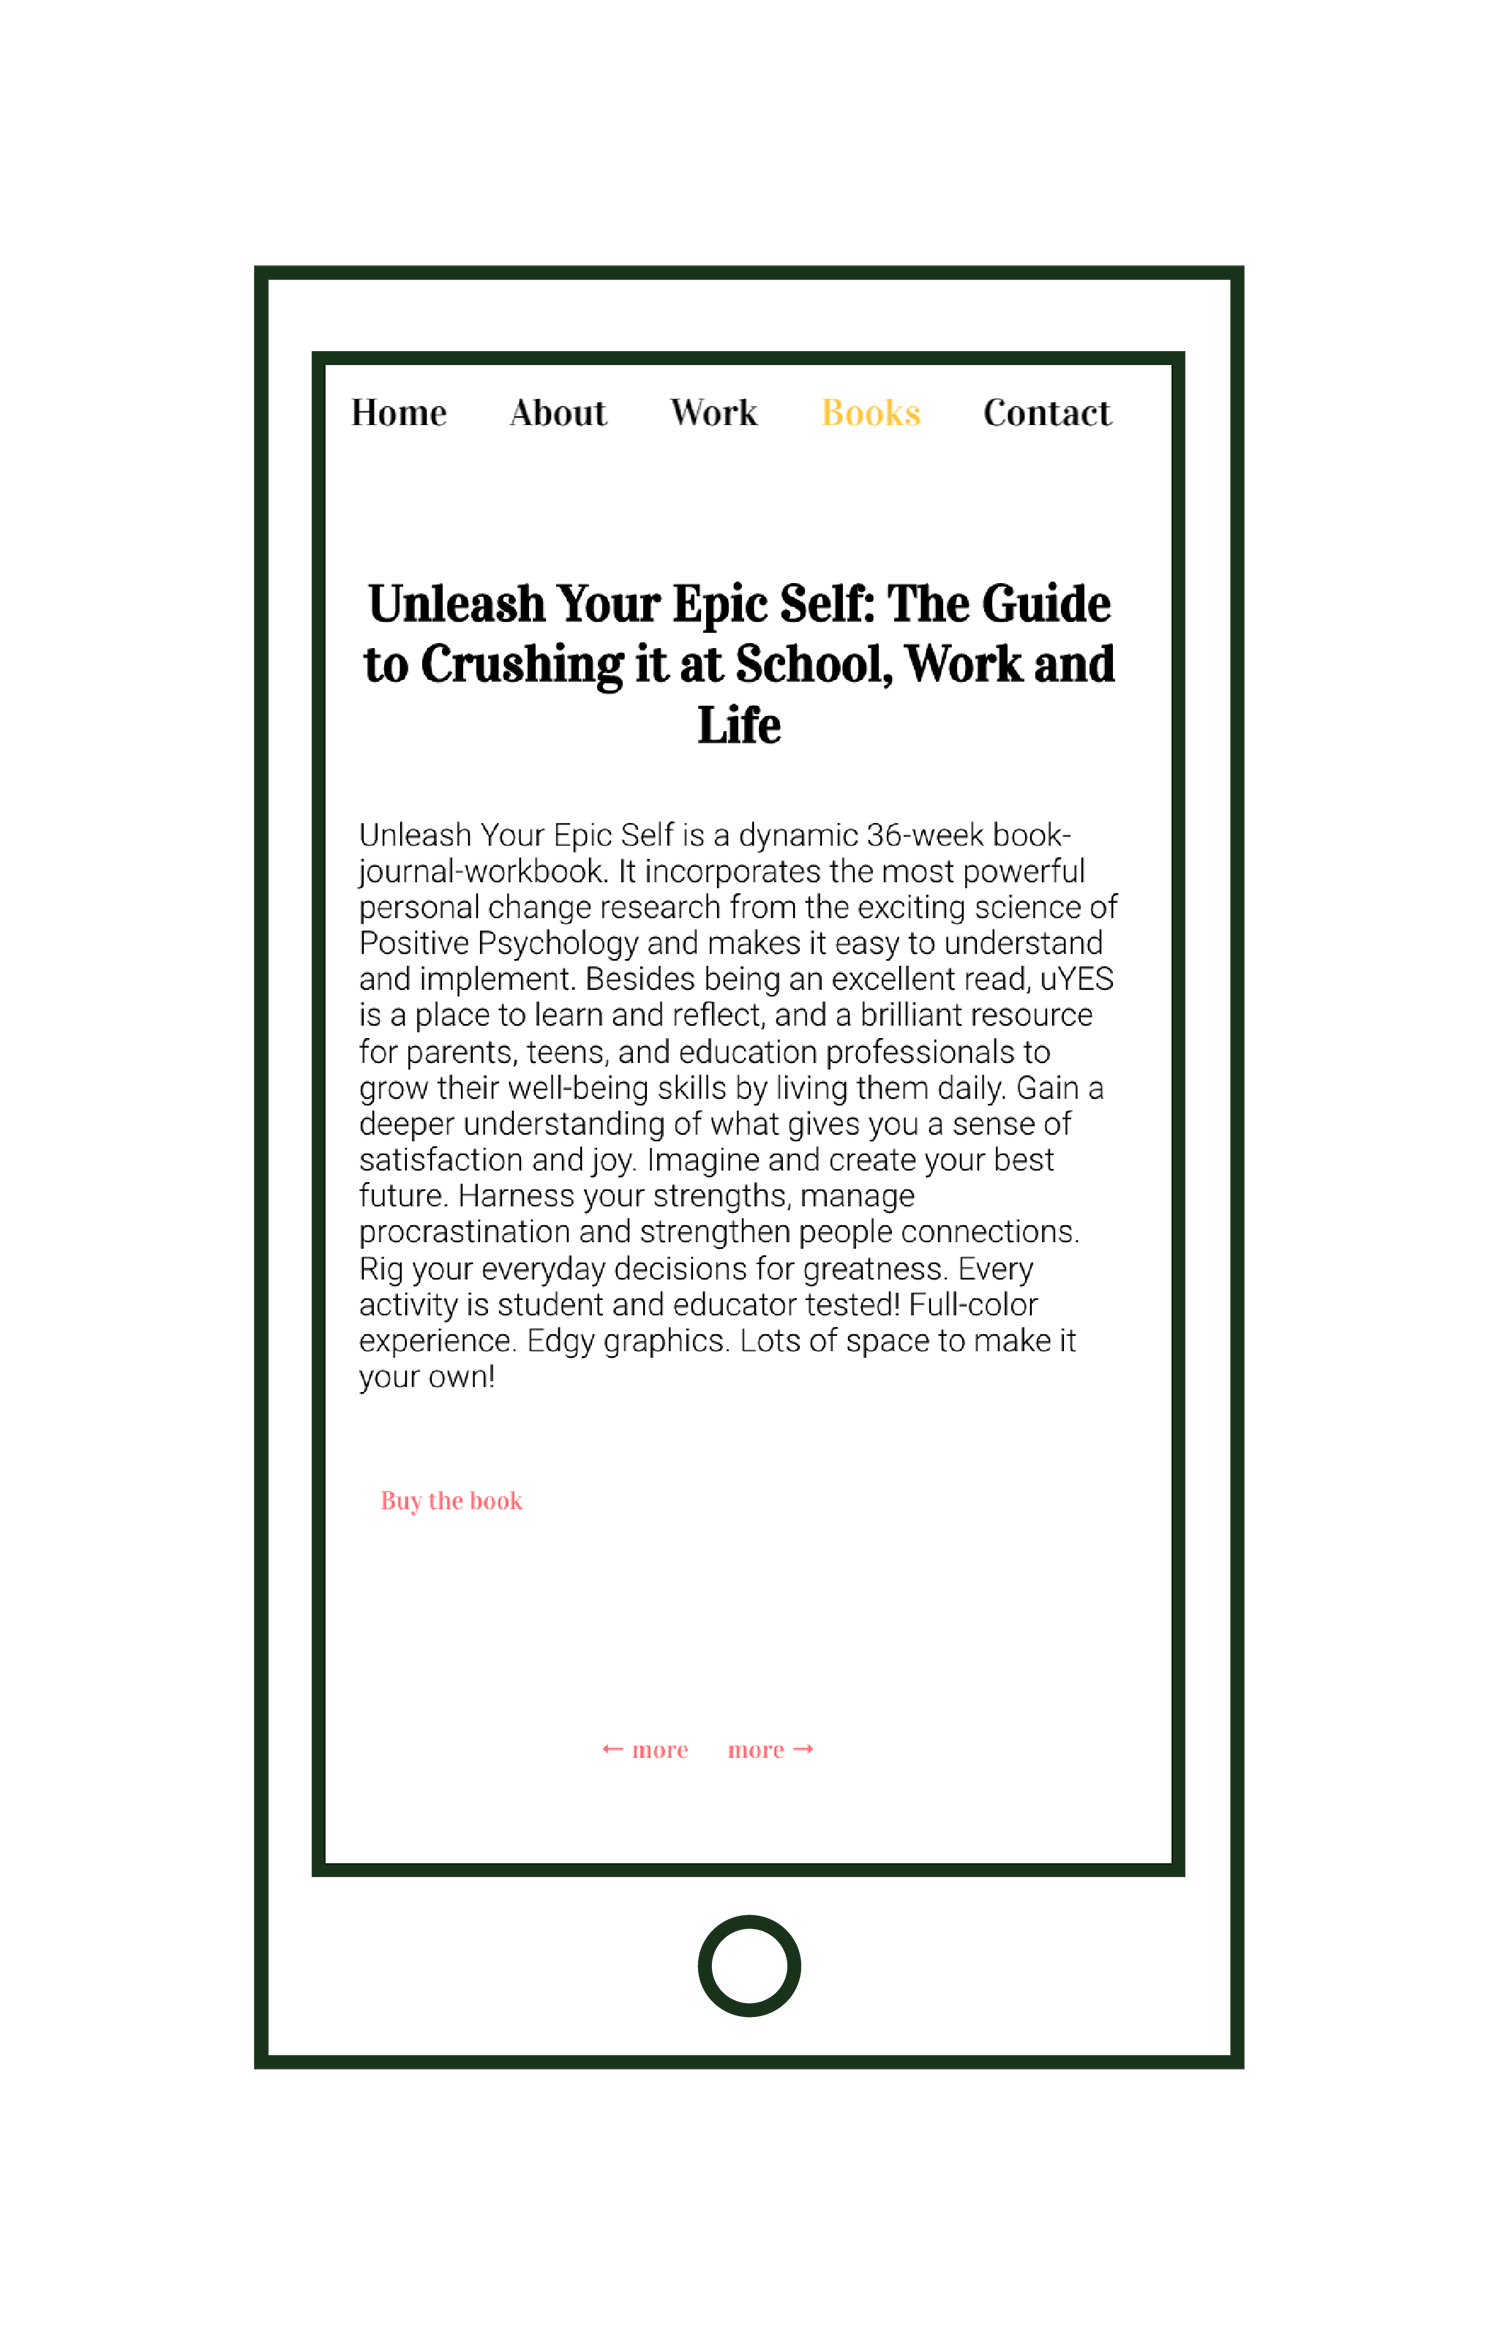 Home About Work Books Contact
Unleash Your Epic Self: The Guide
to Crushing it at School, Work and
Life
Unleash Your Epic Self is a dynamic 36-week book-
journal-workbook. It incorporates the most powerful
personal change research from the exciting science of
Positive Psychology and makes it easy to understand
and implement. Besides being an excellent read, uYES
is a place to learn and reflect, and a brilliant resource
for parents, teens, and education professionals to
grow their well-being skills by living them daily. Gain a
deeper understanding of what gives you a sense of
satisfaction and joy. Imagine and create your best
future. Harness your strengths, manage
procrastination and strengthen people connections.
Rig your everyday decisions for greatness. Every
activity is student and educator tested! Full-color
experience. Edgy graphics. Lots of space to make it
your own!
Buy the book
← more more →